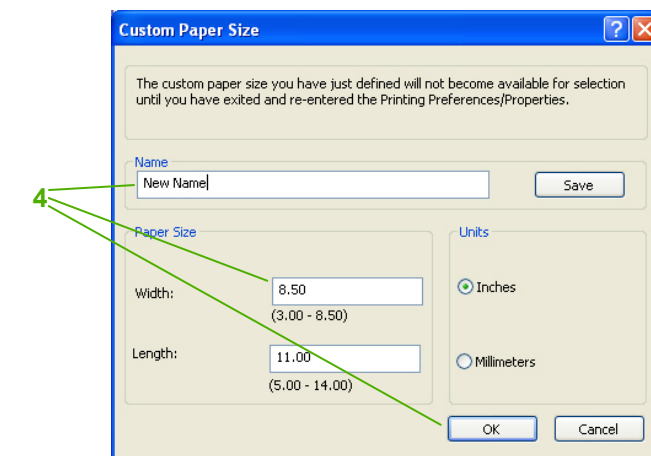 Custom Paper Size
The custom paper size you have just defined will not become available for selection
until you have exited and re-entered the Printing Preferences/Properties.
Name
New Name
Save
4
Paper Size
Units
Width:
8.50
Inches
(3.00 - 8.50)
Length:
11.00
Millimeters
(5.00 - 14.00)
OK
Cancel